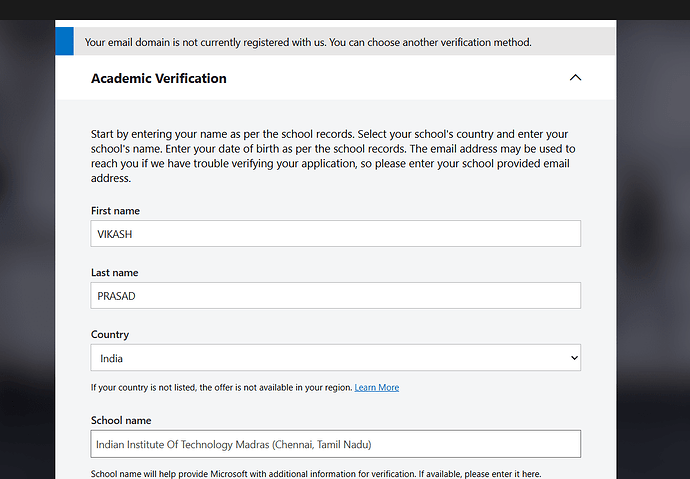 Your email domain is not currently registered with us. You can choose another verification method.
Academic Verification
Start by entering your name as per the school records. Select your school's country and enter your
school's name. Enter your date of birth as per the school records. The email address may be used to
reach you if we have trouble verifying your application, so please enter your school provided email
address.
First name
VIKASH
Last name
PRASAD
Country
India
If your country is not listed, the offer is not available in your region. Learn More
School name
Indian Institute Of Technology Madras (Chennai, Tamil Nadu)
School name will help provide Microsoft with additional information for verification. If available, please enter it here.